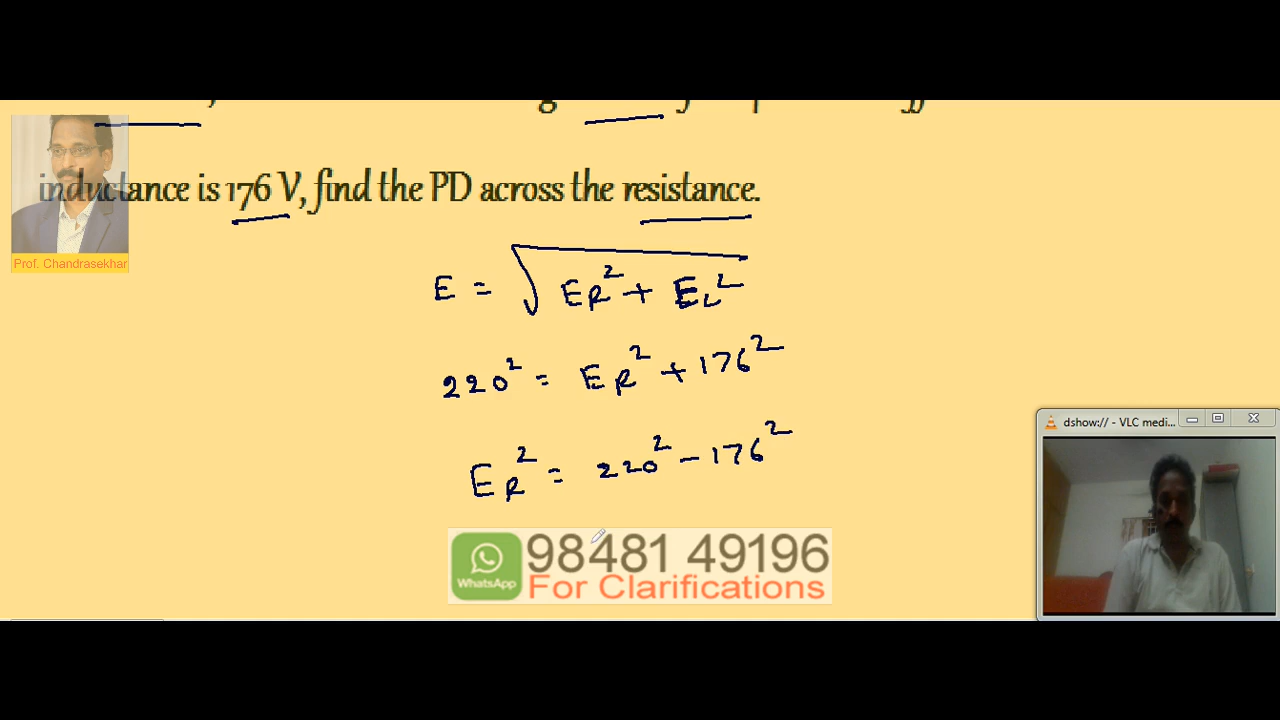 inductance is 176 V, find the PD across the resistance.
Prof. Chandrasekhar
E = √ER² + EL²
220² = ER² + 176²
ER² = 220² - 176²
dshow:// - VLC medi...
WhatsApp
98481 49196
For Clarifications